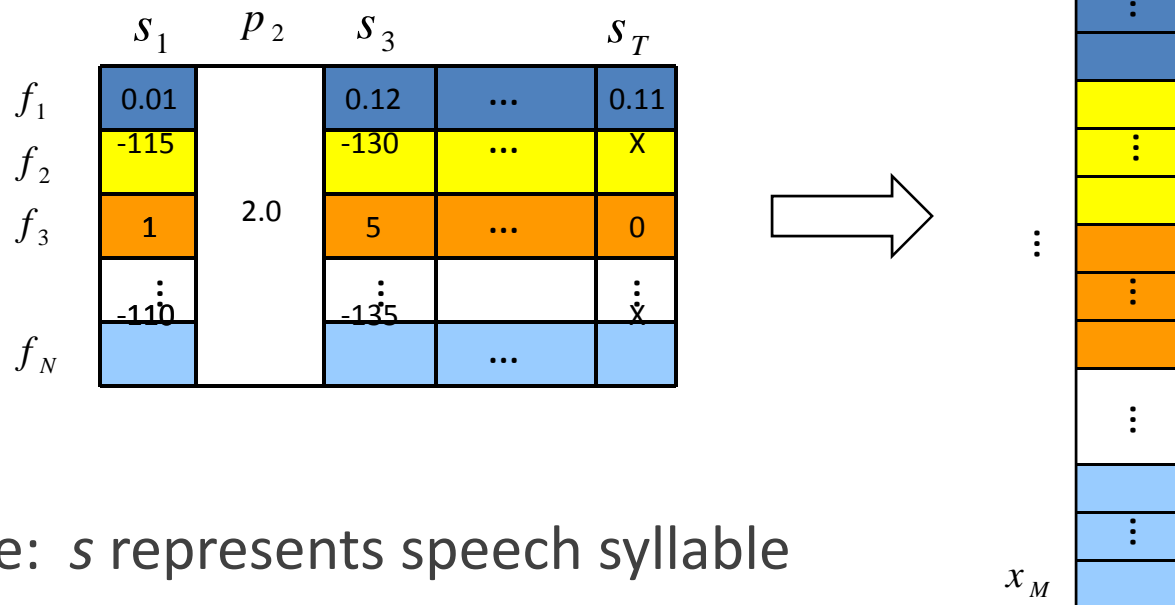 s1 p2 s3 sT
f1 0.01 0.12 ... 0.11
f2 -115 -130 ... X
f3 1 2.0 5 ... 0
⋮ ⋮ ⋮
-110 -135 X
fN ...
⋮
⋮
⋮
⋮
⋮
⋮
xM
e: s represents speech syllable